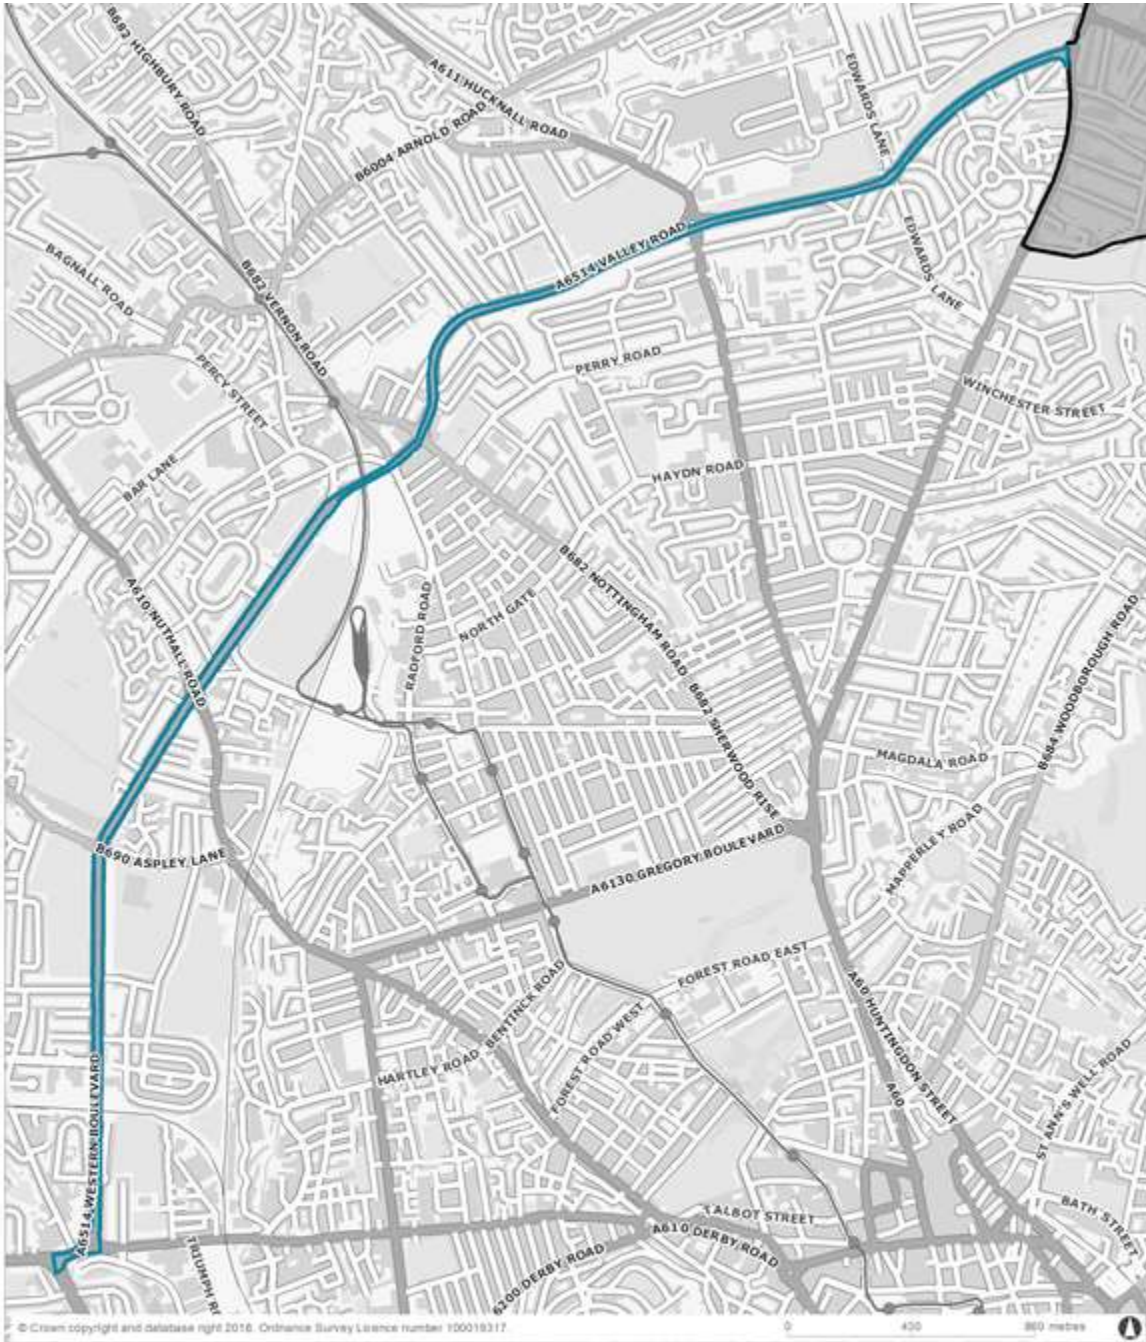 B682 HIGHBURY ROAD
A611 HUCKNALL ROAD
EDWARDS LANE
B6004 ARNOLD ROAD
BAGNALL ROAD
B682 VERNON ROAD
A6514 VALLEY ROAD
EDWARDS LANE
PERCY STREET
PERRY ROAD
WINCHESTER STREET
BAR LANE
HAYDN ROAD
A610 NUTHALL ROAD
RADFORD ROAD
NORTH GATE
B682 NOTTINGHAM ROAD
B682 SHERWOOD RISE
B684 WOODBOROUGH ROAD
MAGDALA ROAD
MAPPERLEY ROAD
B690 ASPLEY LANE
A6130 GREGORY BOULEVARD
FOREST ROAD EAST
BENTINCK ROAD
HARTLEY ROAD
FOREST ROAD WEST
A60 HUNTINGDON STREET
A60
ST ANN'S WELL ROAD
A6514 WESTERN BOULEVARD
TALBOT STREET
A610 DERBY ROAD
BATH STREET
TRIUMPH R
6200 DERBY ROAD
© Crown copyright and database right 2018. Ordnance Survey Licence number 100019317
0 400 860 metres